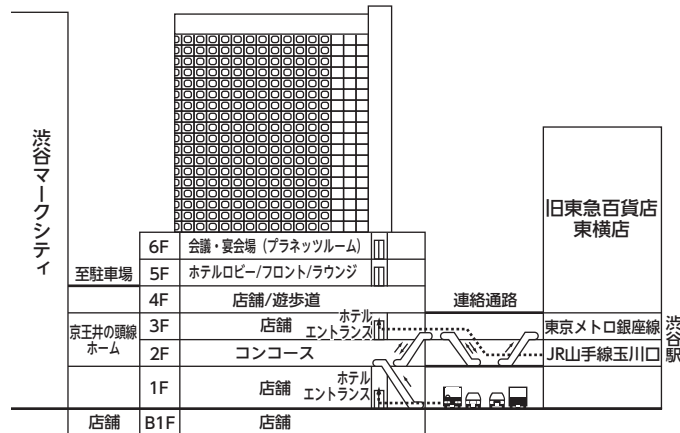 渋谷マークシティ
旧東急百貨店
東横店
6F 会議・宴会場（プラネッツルーム）
至駐車場 5F ホテルロビー/フロント/ラウンジ
4F 店舗/遊歩道 連絡通路
京王井の頭線
ホーム
3F 店舗 ホテル
エントランス
東京メトロ銀座線
2F コンコース
JR山手線玉川口
渋谷駅
1F 店舗 ホテル
エントランス
店舗 B1F 店舗